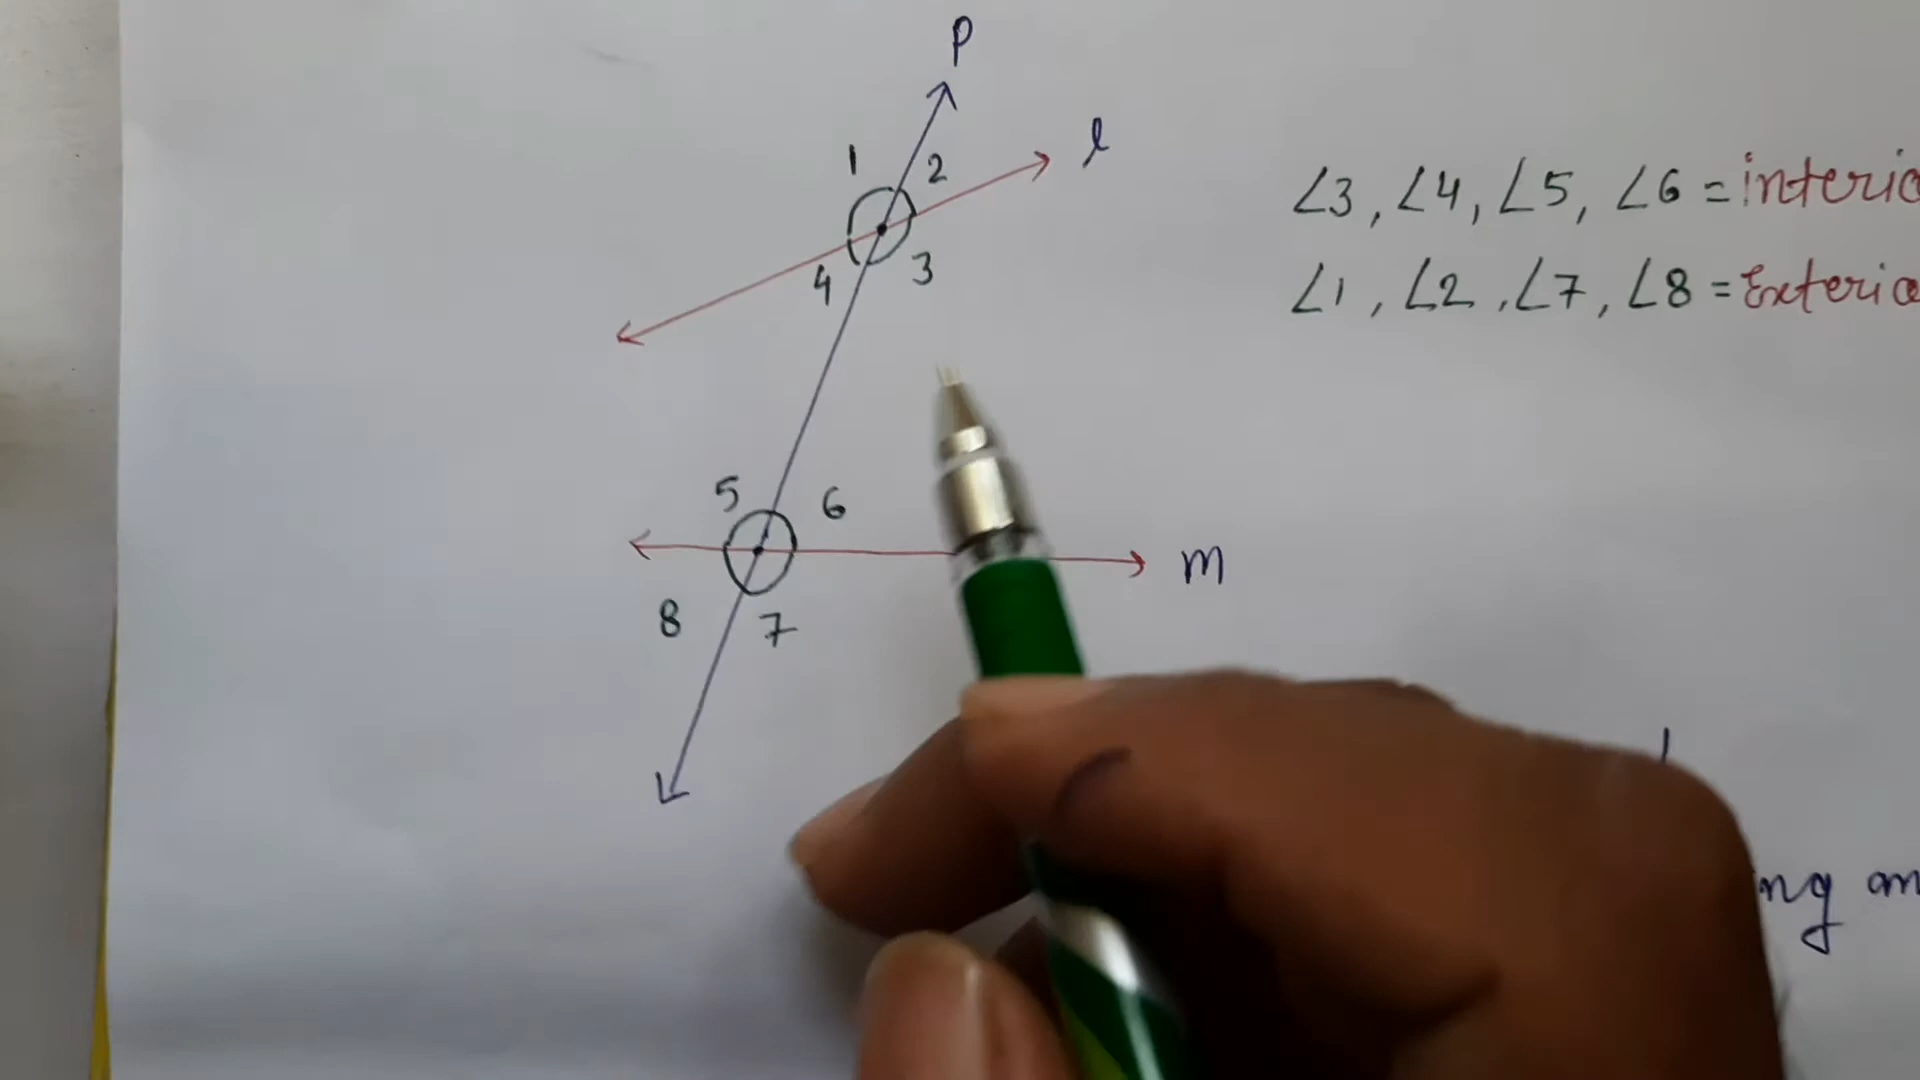 p
l
1 2
4 3
5 6
m
8 7
∠3, ∠4, ∠5, ∠6 = interio
∠1, ∠2, ∠7, ∠8 = Exterio
ng an